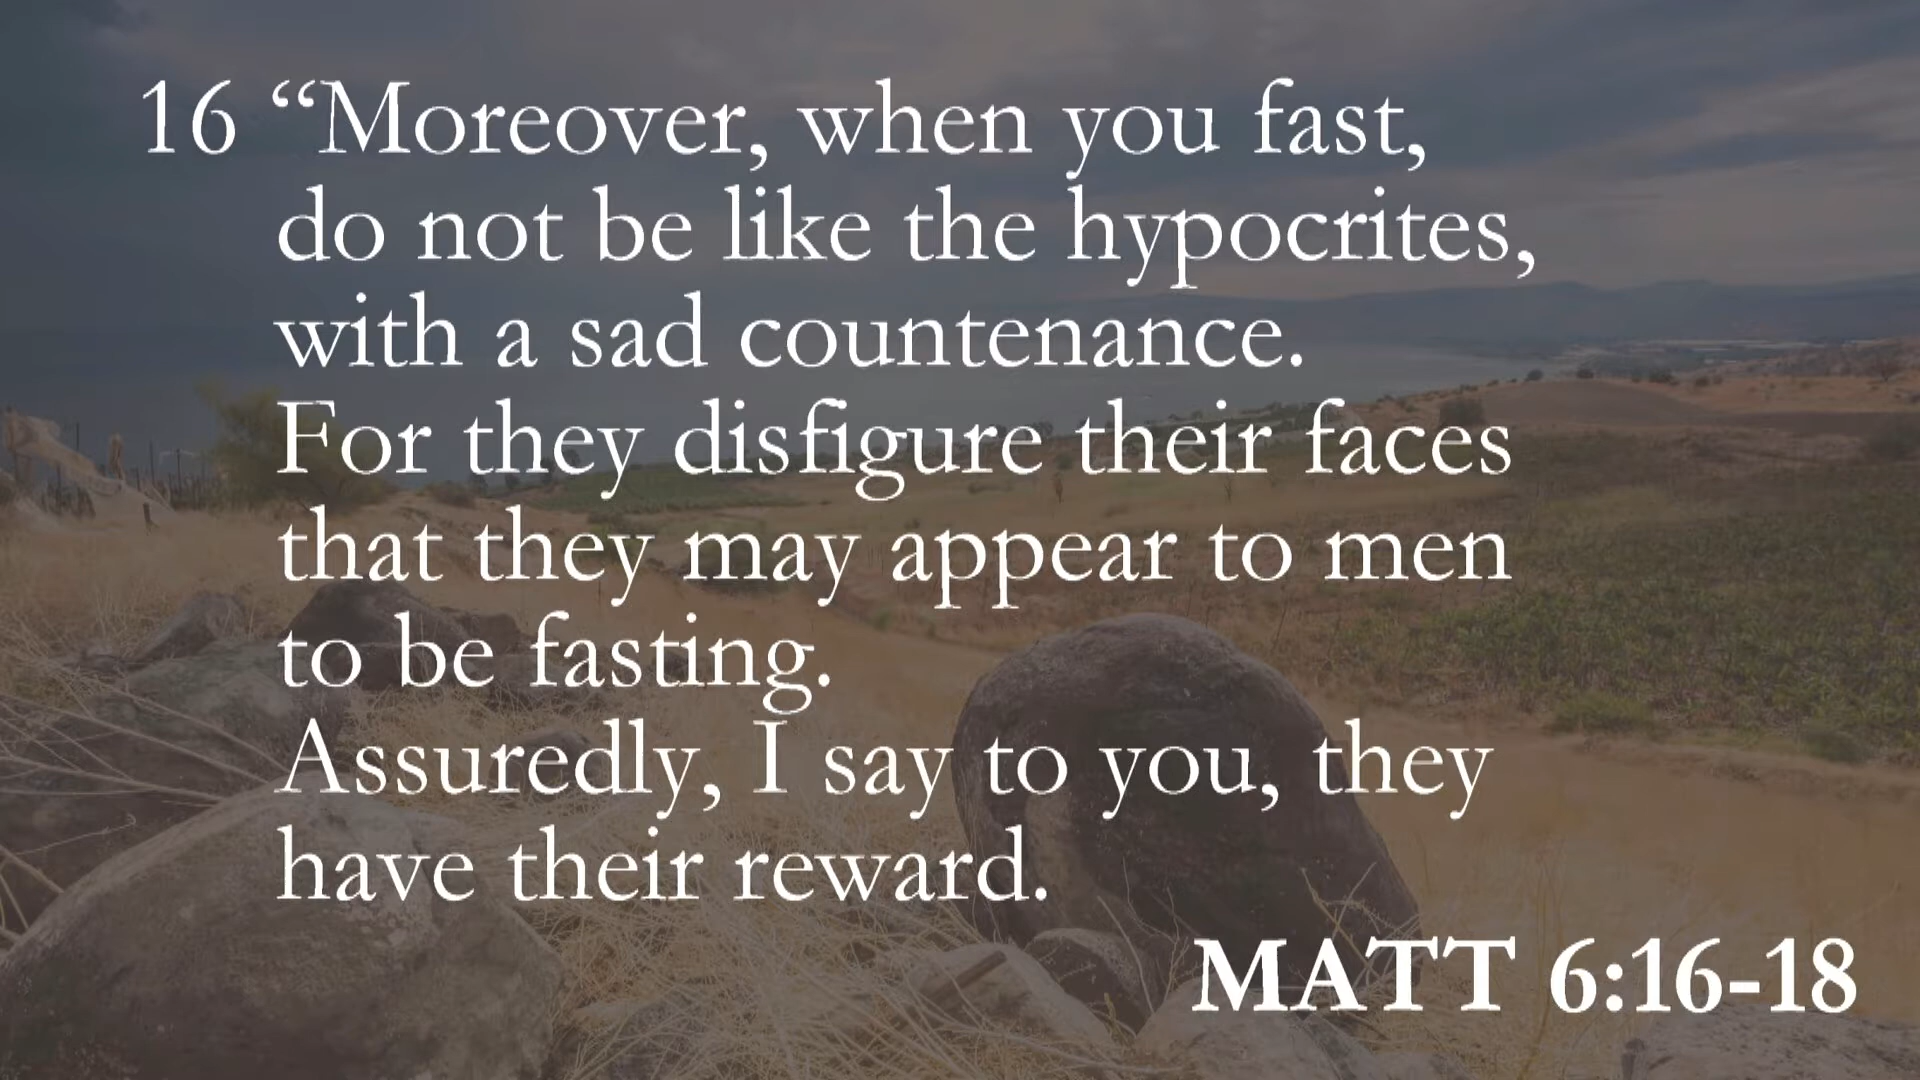 16 “Moreover, when you fast,
do not be like the hypocrites,
with a sad countenance.
For they disfigure their faces
that they may appear to men
to be fasting.
Assuredly, I say to you, they
have their reward.
MATT 6:16-18